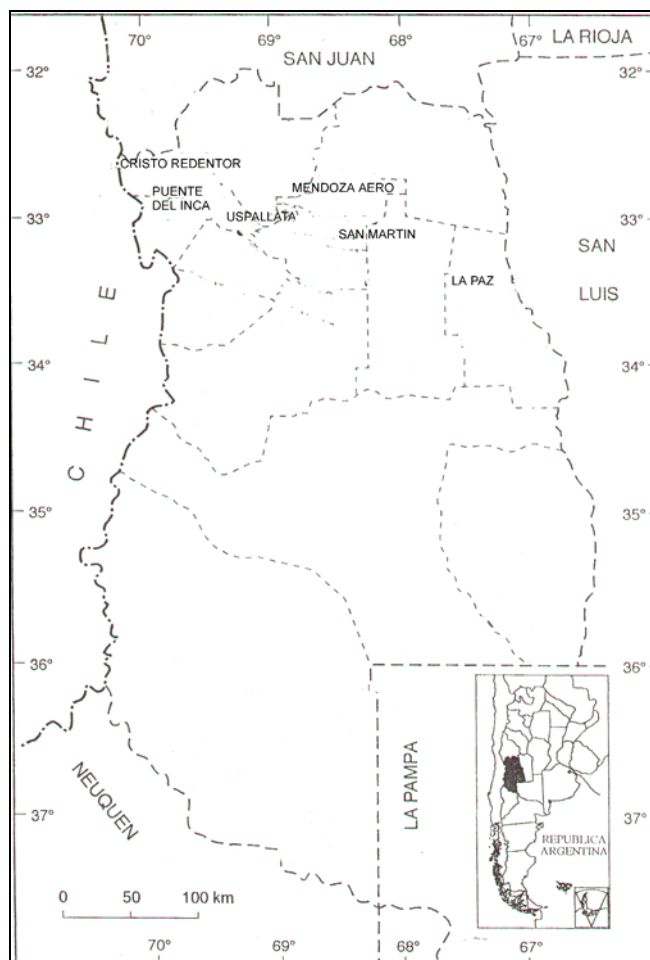 70° 69° 68° 67° LA RIOJA
SAN JUAN
32° 32°
CRISTO REDENTOR
PUENTE
DEL INCA
MENDOZA AERO
USPALLATA
33° 33°
SAN MARTIN
SAN
LUIS
LA PAZ
CHILE
34° 34°
35° 35°
36° 36°
NEUQUEN
LA PAMPA
37° 37°
REPUBLICA
ARGENTINA
0 50 100 km
70° 69° 68° 67°